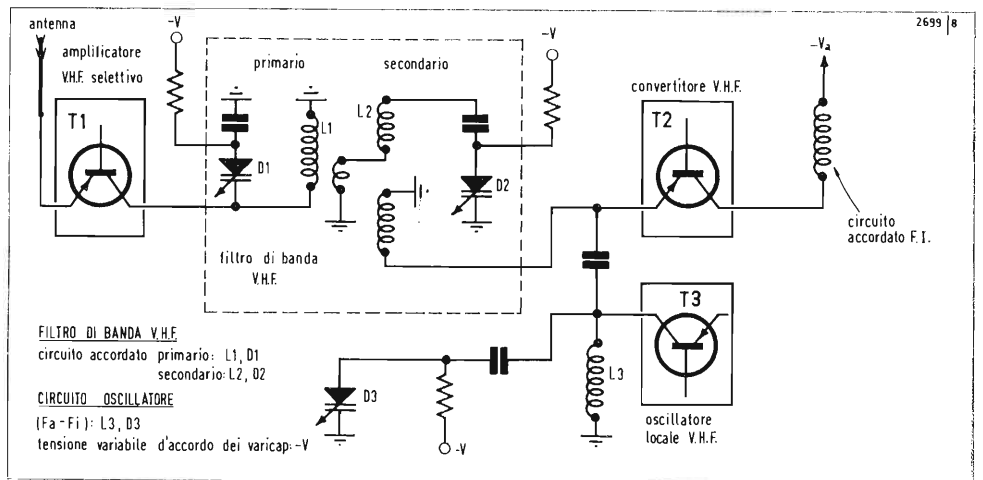 2699 | 8
antenna
-V
amplificatore
V.H.F. selettivo
T1
primario
secondario
L1
L2
D1
D2
filtro di banda
V.H.F.
-V
convertitore V.H.F.
T2
-Va
circuito
accordato F.I.
T3
oscillatore
locale V.H.F.
L3
D3
-V
FILTRO DI BANDA V.H.F.
circuito accordato primario: L1, D1
secondario: L2, D2
CIRCUITO OSCILLATORE
(Fa-Fi): L3, D3
tensione variabile d'accordo dei varicap: -V